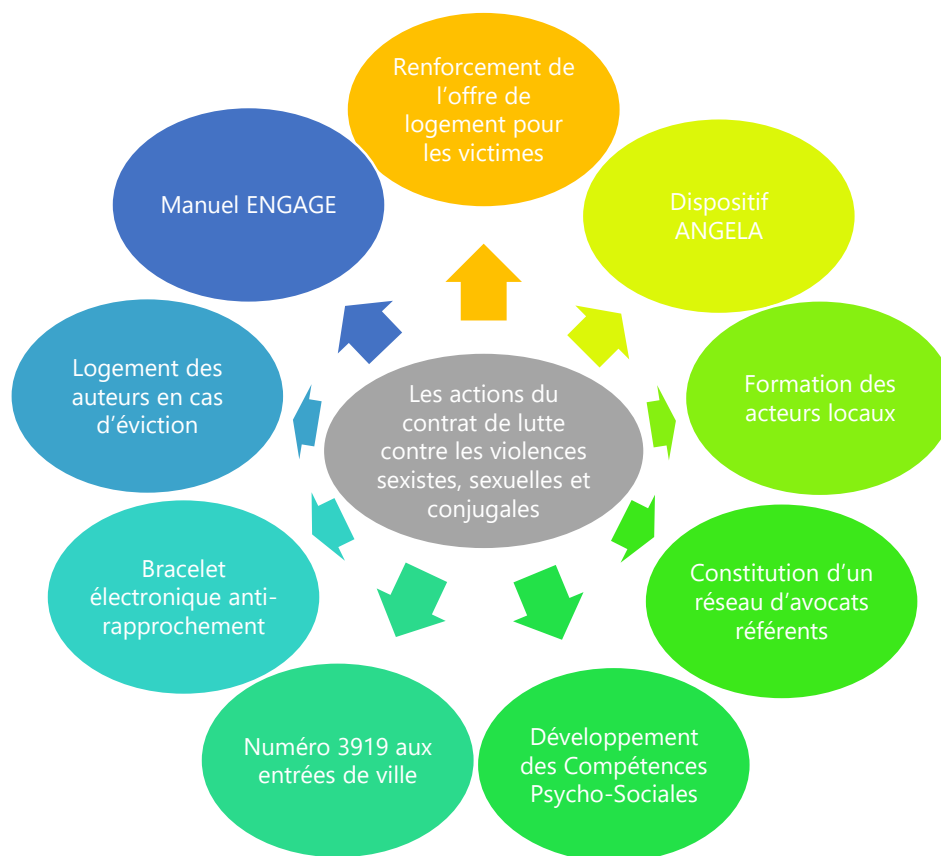 Renforcement de
l'offre de
logement pour
les victimes
Dispositif
ANGELA
Formation des
acteurs locaux
Constitution d'un
réseau d'avocats
référents
Développement
des Compétences
Psycho-Sociales
Numéro 3919 aux
entrées de ville
Bracelet
électronique anti-
rapprochement
Logement des
auteurs en cas
d'éviction
Manuel ENGAGE
Les actions du
contrat de lutte
contre les violences
sexistes, sexuelles et
conjugales